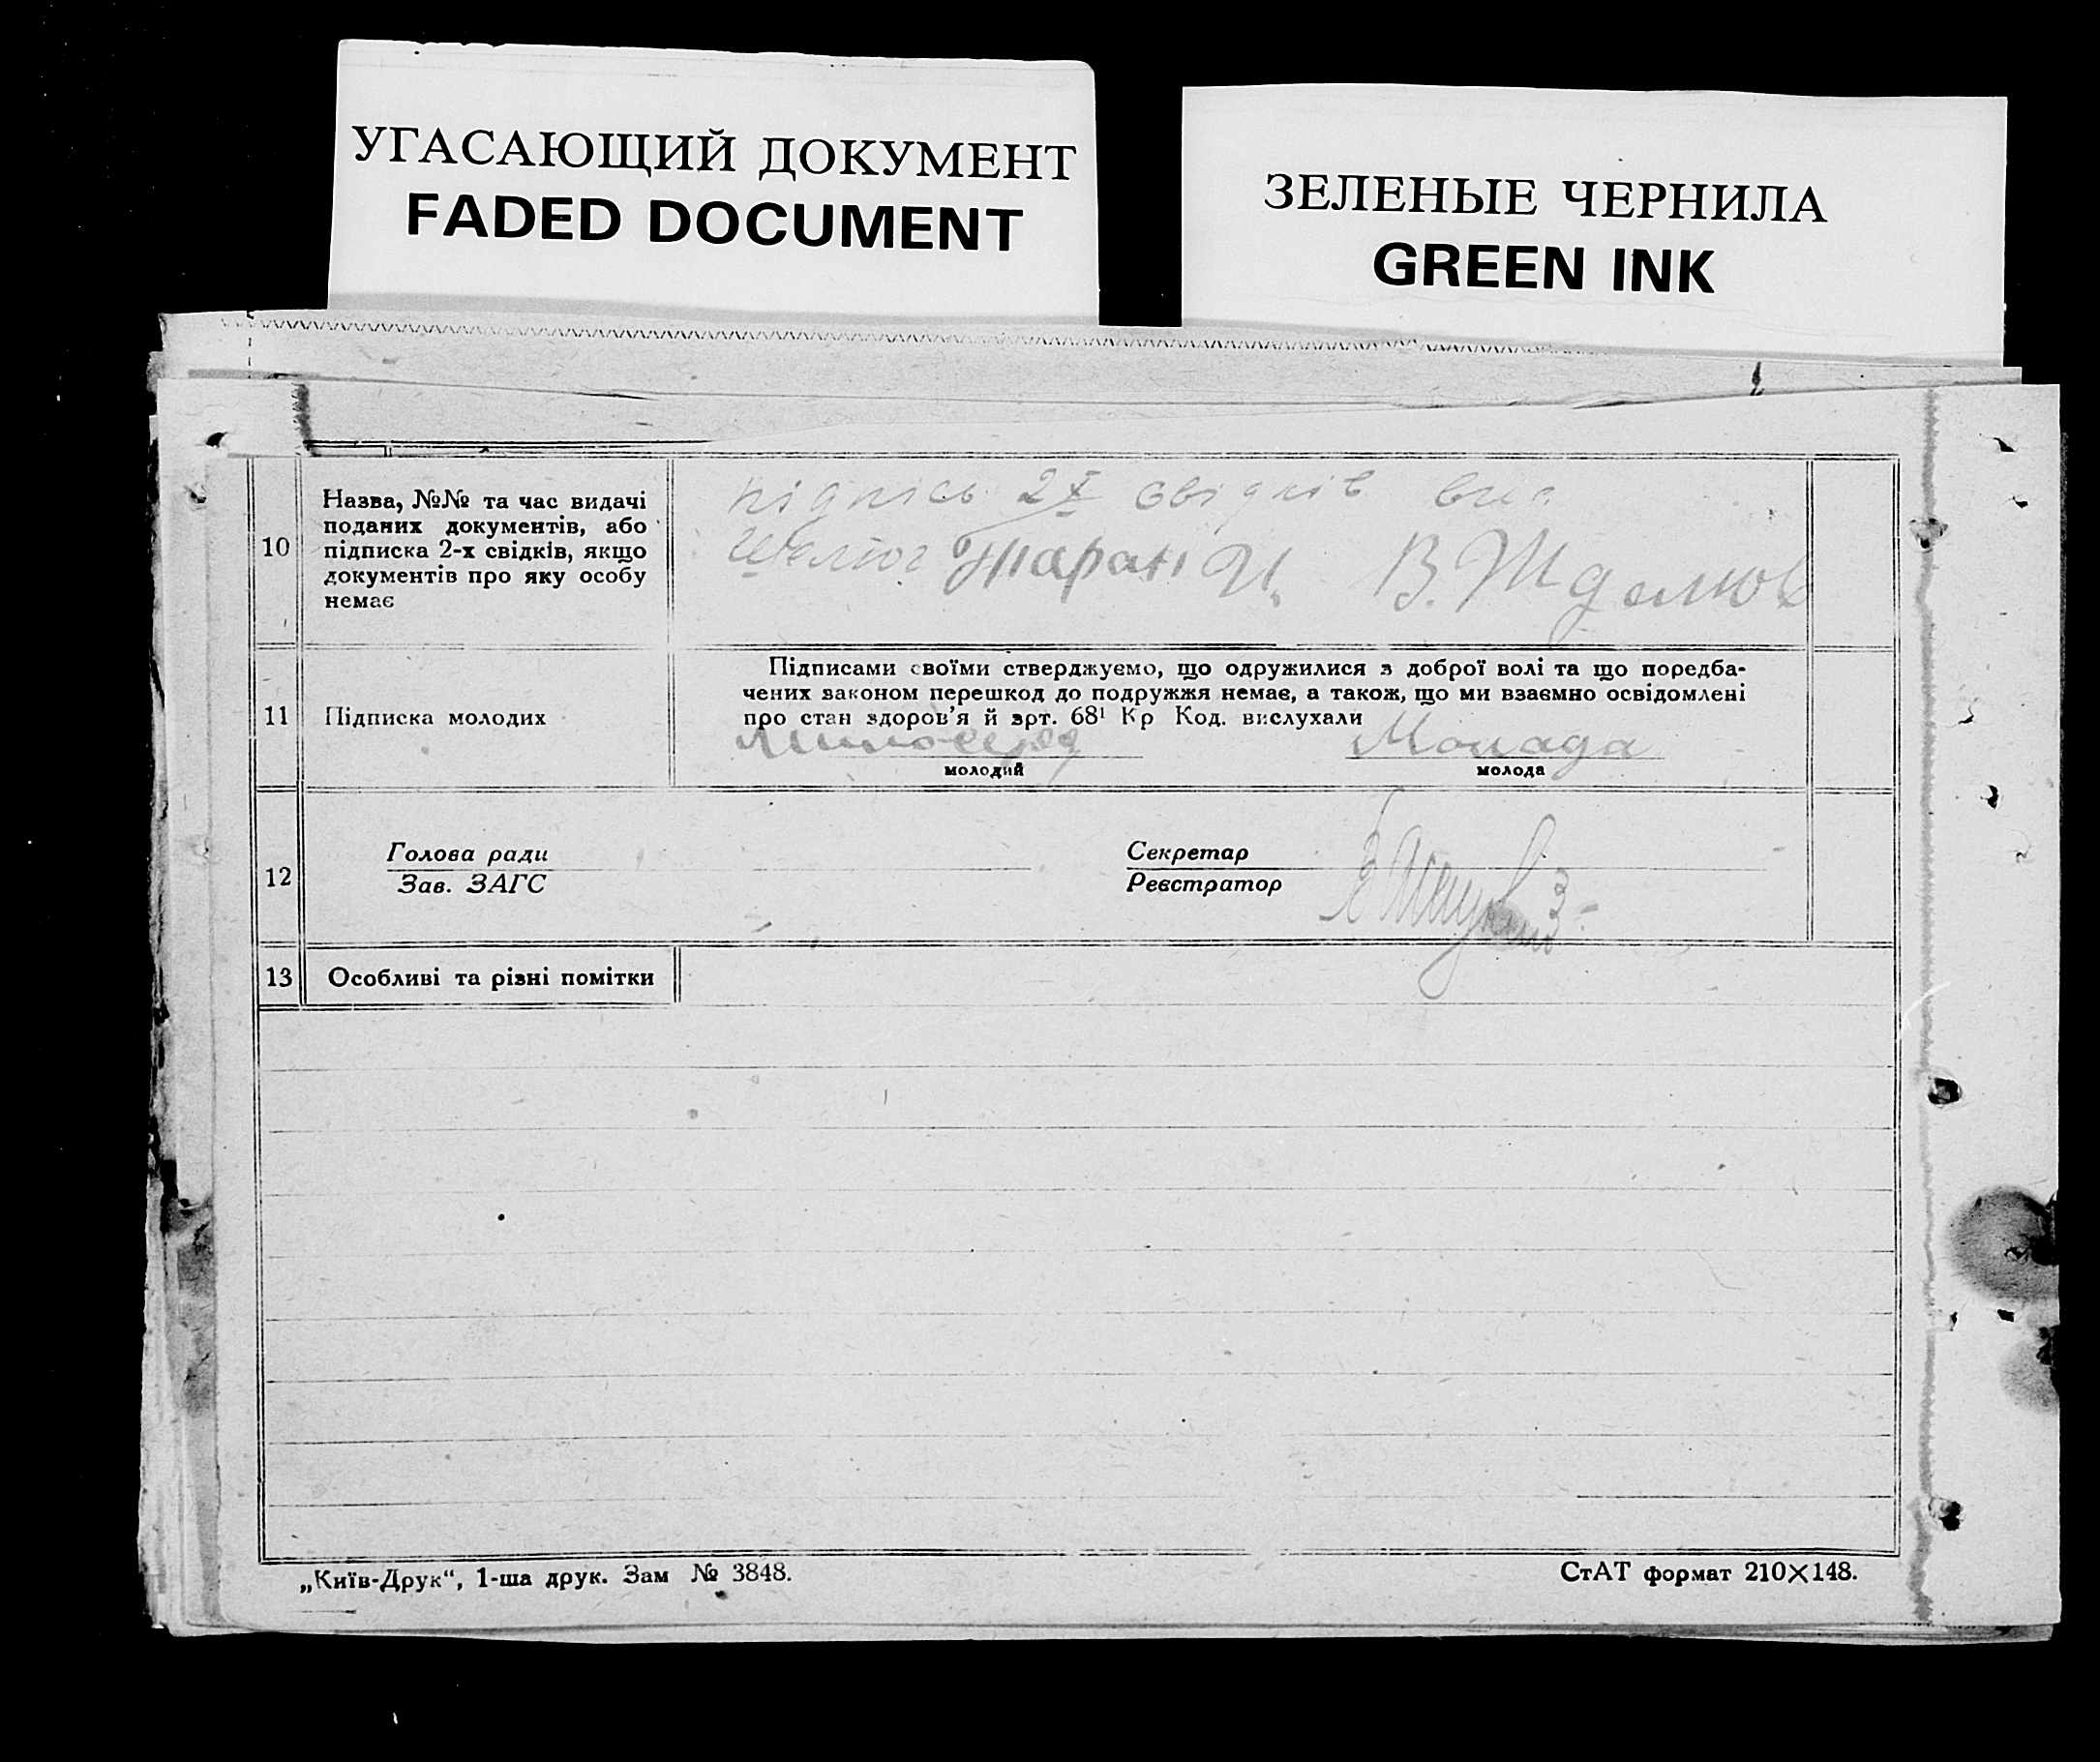 УГАСАЮЩИЙ ДОКУМЕНТ
FADED DOCUMENT
ЗЕЛЕНЫЕ ЧЕРНИЛА
GREEN INK
10
Назва, №№ та час видачі
поданих документів, або
підписка 2-х свідків, якщо
документів про яку особу
немає
підпісь 2х свідків
Таран И. В.
11
Підписка молодих
Підписами своїми стверджуємо, що одружилися з доброї волі та що поредба-
чених законом перешкод до подружжя немає, а також, що ми взаємно освідомлені
про стан здоров'я й арт. 68¹ Кр Код. вислухали
молодий
молода
12
Голова ради
Зав. ЗАГС
Секретар
Реєстратор
13
Особливі та різні помітки
„Київ-Друк“, 1-ша друк. Зам № 3848.
СтАТ формат 210×148.